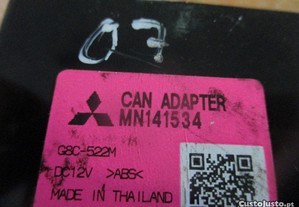 07
CAN ADAPTER
MN141534
G8C-522M
DC12V >ABS<
MADE IN THAILAND
CustoJusto.pt